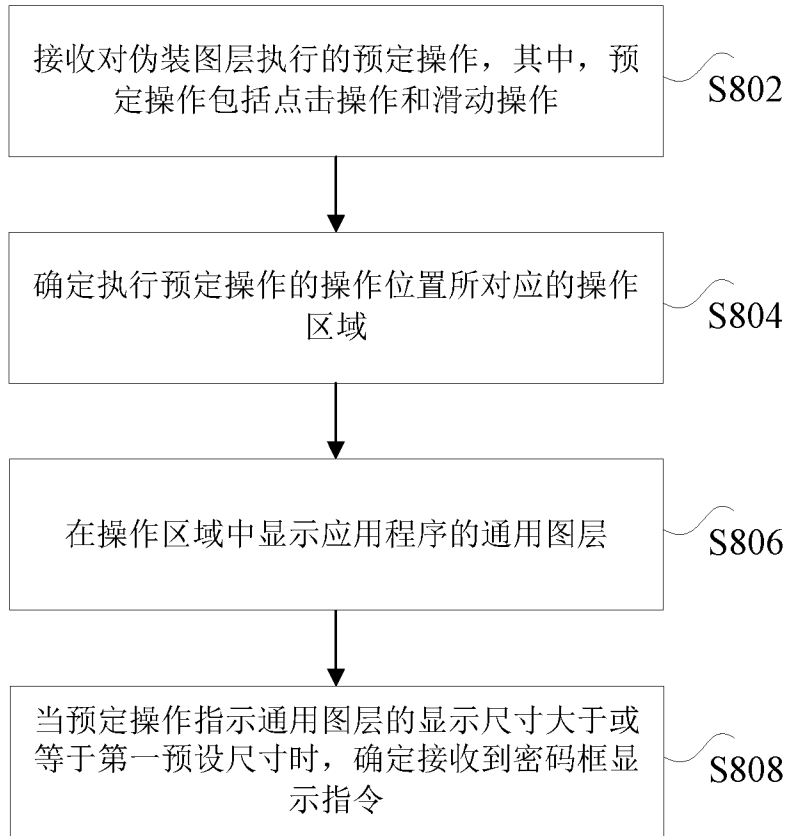 接收对伪装图层执行的预定操作，其中，预
定操作包括点击操作和滑动操作
S802
确定执行预定操作的操作位置所对应的操作
区域
S804
在操作区域中显示应用程序的通用图层
S806
当预定操作指示通用图层的显示尺寸大于或
等于第一预设尺寸时，确定接收到密码框显
示指令
S808